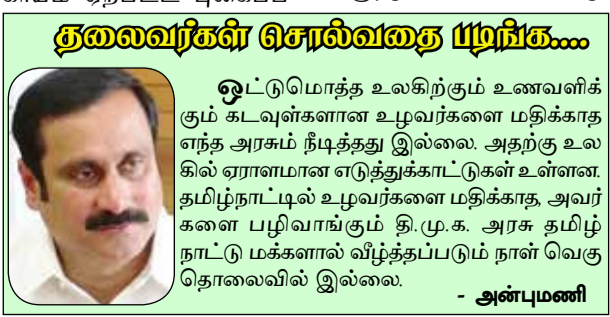 தலைவர்கள் சொல்வதை படிங்க....
ஒட்டுமொத்த உலகிற்கும் உணவளிக்
கும் கடவுள்களான உழவர்களை மதிக்காத
எந்த அரசும் நீடித்தது இல்லை. அதற்கு உல
கில் ஏராளமான எடுத்துக்காட்டுகள் உள்ளன.
தமிழ்நாட்டில் உழவர்களை மதிக்காத, அவர்
களை பழிவாங்கும் தி.மு.க. அரசு தமிழ்
நாட்டு மக்களால் வீழ்த்தப்படும் நாள் வெகு
தொலைவில் இல்லை.
- அன்புமணி